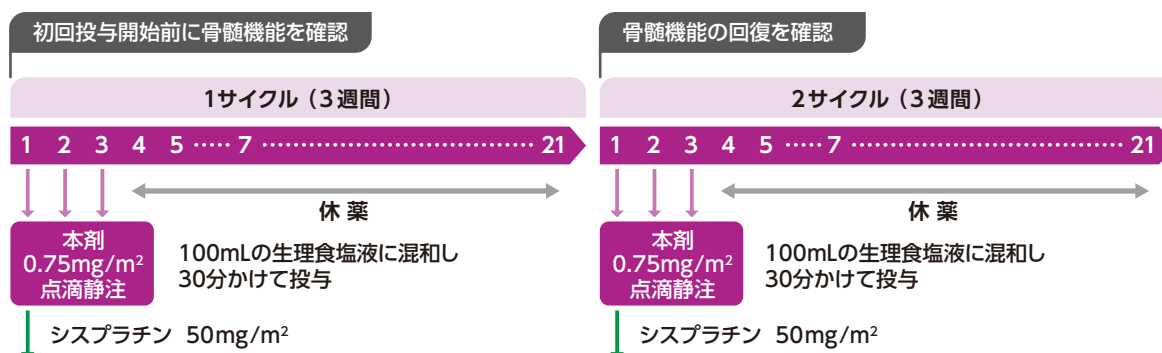 初回投与開始前に骨髄機能を確認
1サイクル（3週間）
1 2 3 4 5 ‥‥‥ 7 ‥‥‥‥‥‥‥‥‥‥‥‥‥‥‥‥ 21
休 薬
本剤
0.75mg/m²
点滴静注
100mLの生理食塩液に混和し
30分かけて投与
シスプラチン 50mg/m²
骨髄機能の回復を確認
2サイクル（3週間）
1 2 3 4 5 ‥‥‥ 7 ‥‥‥‥‥‥‥‥‥‥‥‥‥‥‥‥ 21
休 薬
本剤
0.75mg/m²
点滴静注
100mLの生理食塩液に混和し
30分かけて投与
シスプラチン 50mg/m²